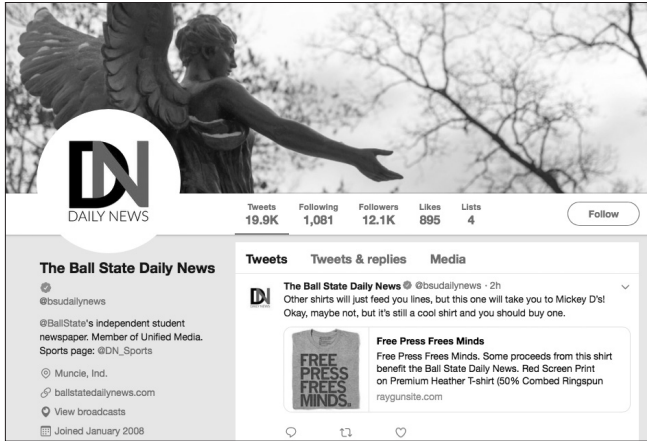 DN
DAILY NEWS
Tweets
19.9K
Following
1,081
Followers
12.1K
Likes
895
Lists
4
Follow
The Ball State Daily News
@bsudailynews
@BallState's independent student
newspaper. Member of Unified Media.
Sports page: @DN_Sports
Muncie, Ind.
ballstatedailynews.com
View broadcasts
Joined January 2008
Tweets Tweets & replies Media
DN
The Ball State Daily News @bsudailynews · 2h
Other shirts will just feed you lines, but this one will take you to Mickey D's!
Okay, maybe not, but it's still a cool shirt and you should buy one.
FREE
PRESS
FREES
MINDS.
Free Press Frees Minds
Free Press Frees Minds. Some proceeds from this shirt
benefit the Ball State Daily News. Red Screen Print
on Premium Heather T-shirt (50% Combed Ringspun
raygunsite.com